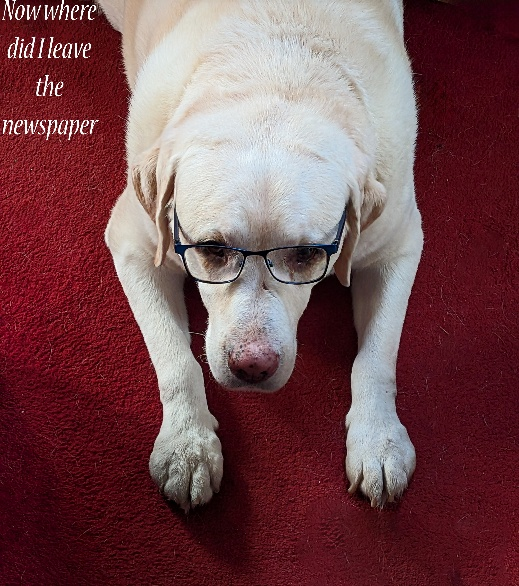 Now where
did I leave
the
newspaper